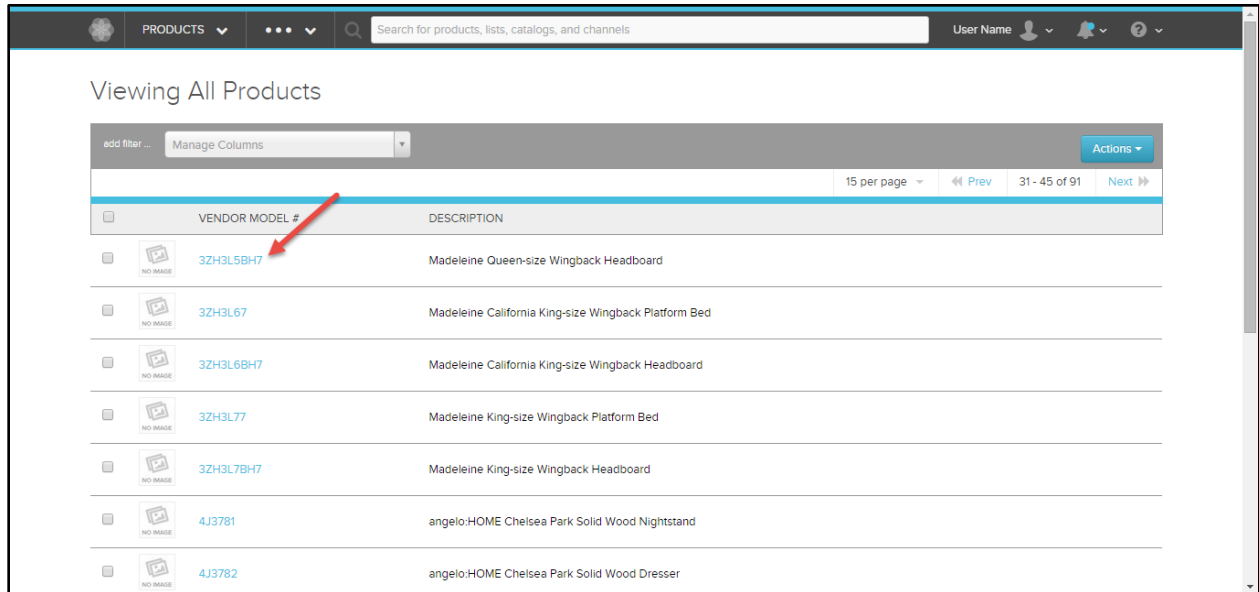 PRODUCTS ••• Search for products, lists, catalogs, and channels User Name ?
Viewing All Products
add filter ... Manage Columns Actions
15 per page Prev 31 - 45 of 91 Next
VENDOR MODEL # DESCRIPTION
NO IMAGE 3ZH3L5BH7 Madeleine Queen-size Wingback Headboard
NO IMAGE 3ZH3L67 Madeleine California King-size Wingback Platform Bed
NO IMAGE 3ZH3L6BH7 Madeleine California King-size Wingback Headboard
NO IMAGE 3ZH3L77 Madeleine King-size Wingback Platform Bed
NO IMAGE 3ZH3L7BH7 Madeleine King-size Wingback Headboard
NO IMAGE 4J3781 angelo:HOME Chelsea Park Solid Wood Nightstand
NO IMAGE 4J3782 angelo:HOME Chelsea Park Solid Wood Dresser